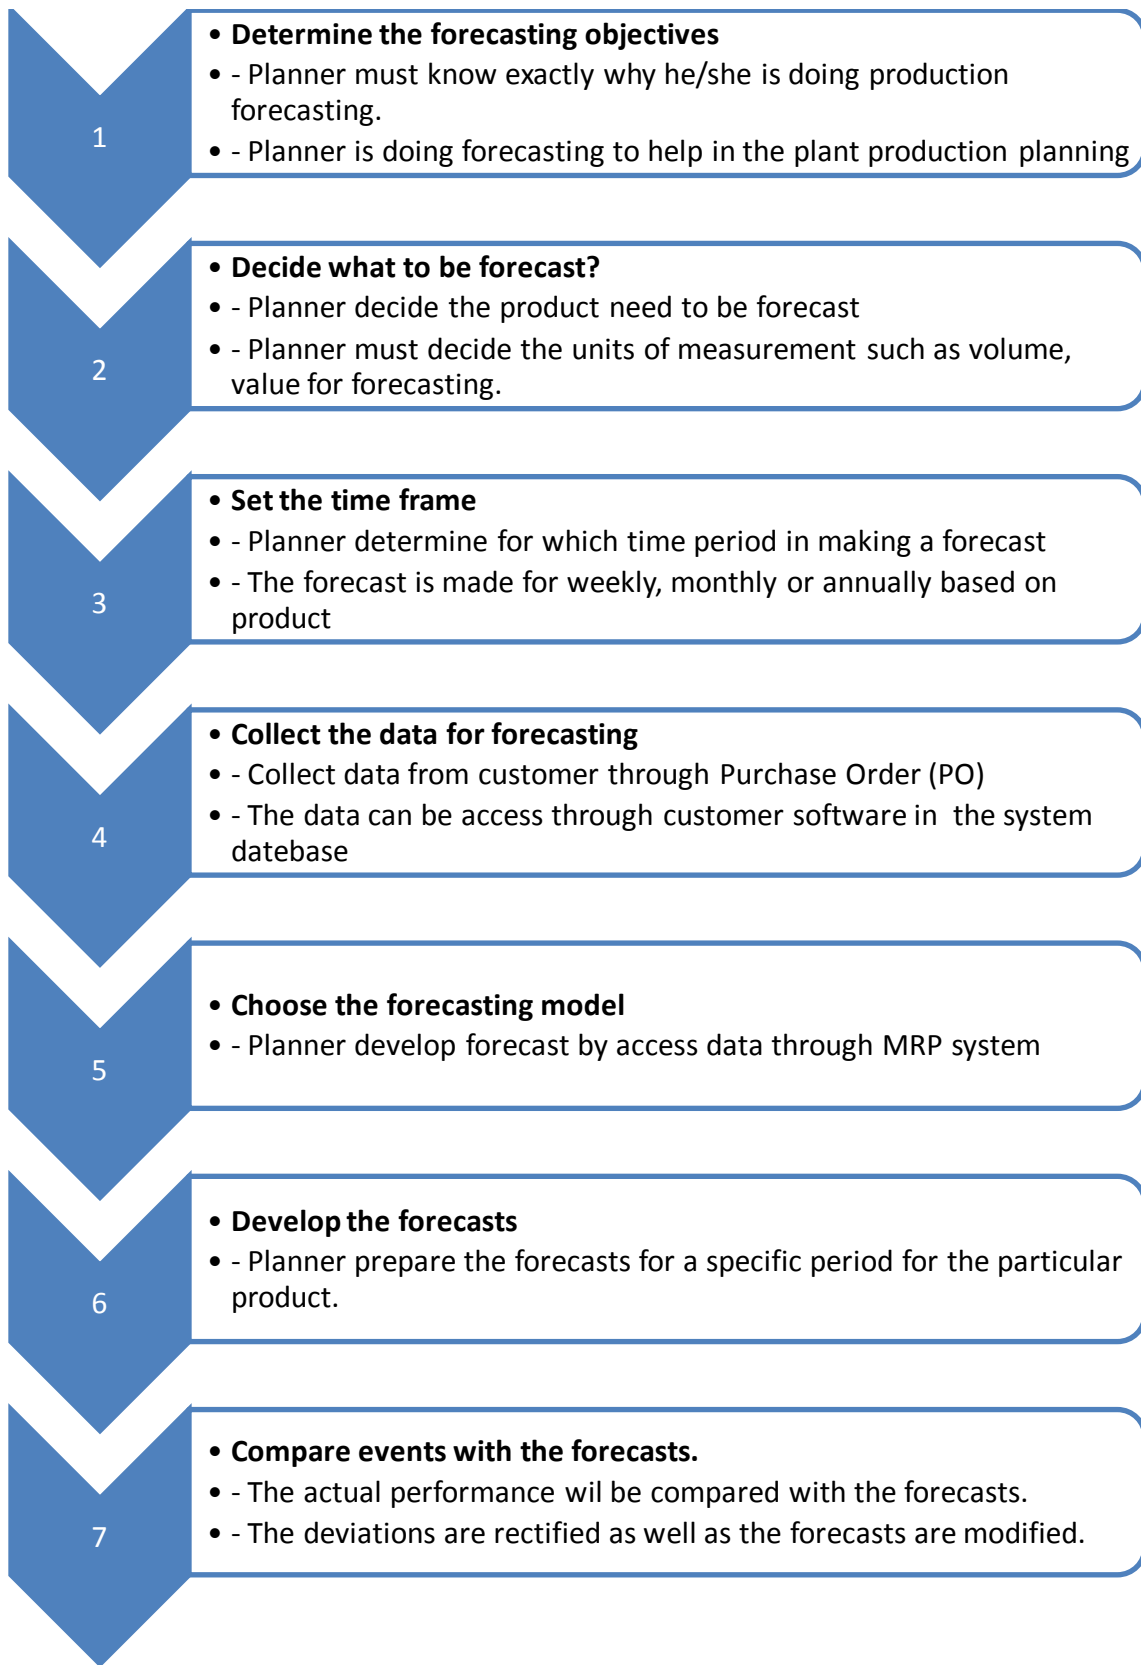 1
• Determine the forecasting objectives
• - Planner must know exactly why he/she is doing production
forecasting.
• - Planner is doing forecasting to help in the plant production planning
2
• Decide what to be forecast?
• - Planner decide the product need to be forecast
• - Planner must decide the units of measurement such as volume,
value for forecasting.
3
• Set the time frame
• - Planner determine for which time period in making a forecast
• - The forecast is made for weekly, monthly or annually based on
product
4
• Collect the data for forecasting
• - Collect data from customer through Purchase Order (PO)
• - The data can be access through customer software in the system
datebase
5
• Choose the forecasting model
• - Planner develop forecast by access data through MRP system
6
• Develop the forecasts
• - Planner prepare the forecasts for a specific period for the particular
product.
7
• Compare events with the forecasts.
• - The actual performance wil be compared with the forecasts.
• - The deviations are rectified as well as the forecasts are modified.